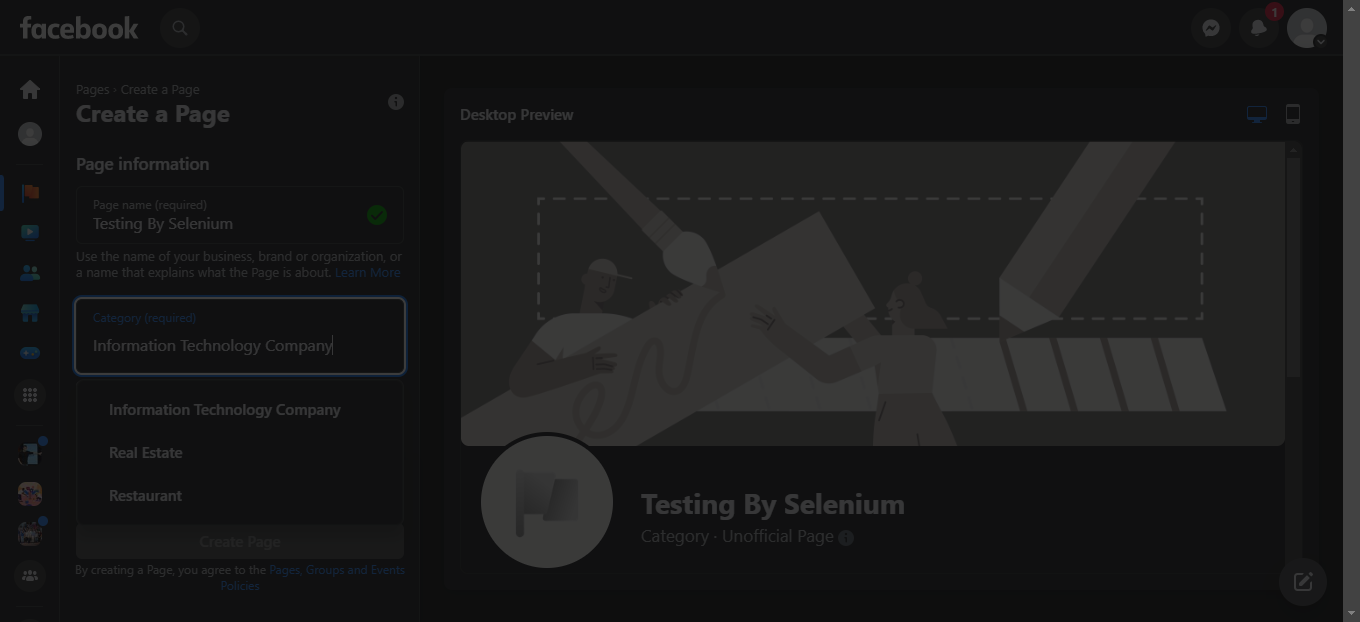 facebook
1
Pages › Create a Page
Create a Page
Page information
Page name (required)
Testing By Selenium
Use the name of your business, brand or organization, or
a name that explains what the Page is about. Learn More
Category (required)
Information Technology Company
Information Technology Company
Real Estate
Restaurant
Create Page
By creating a Page, you agree to the Pages, Groups and Events
Policies
Desktop Preview
Testing By Selenium
Category · Unofficial Page